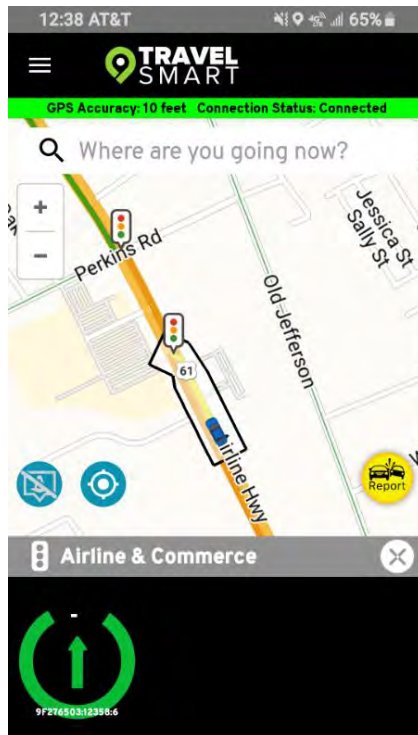 12:38 AT&T 65%
TRAVEL
SMART
GPS Accuracy: 10 feet Connection Status: Connected
Where are you going now?
+
-
Perkins Rd
Jessica St
Sally St
Old Jefferson
61
Airline Hwy
Report
Airline & Commerce
-
9F276503:12358:6